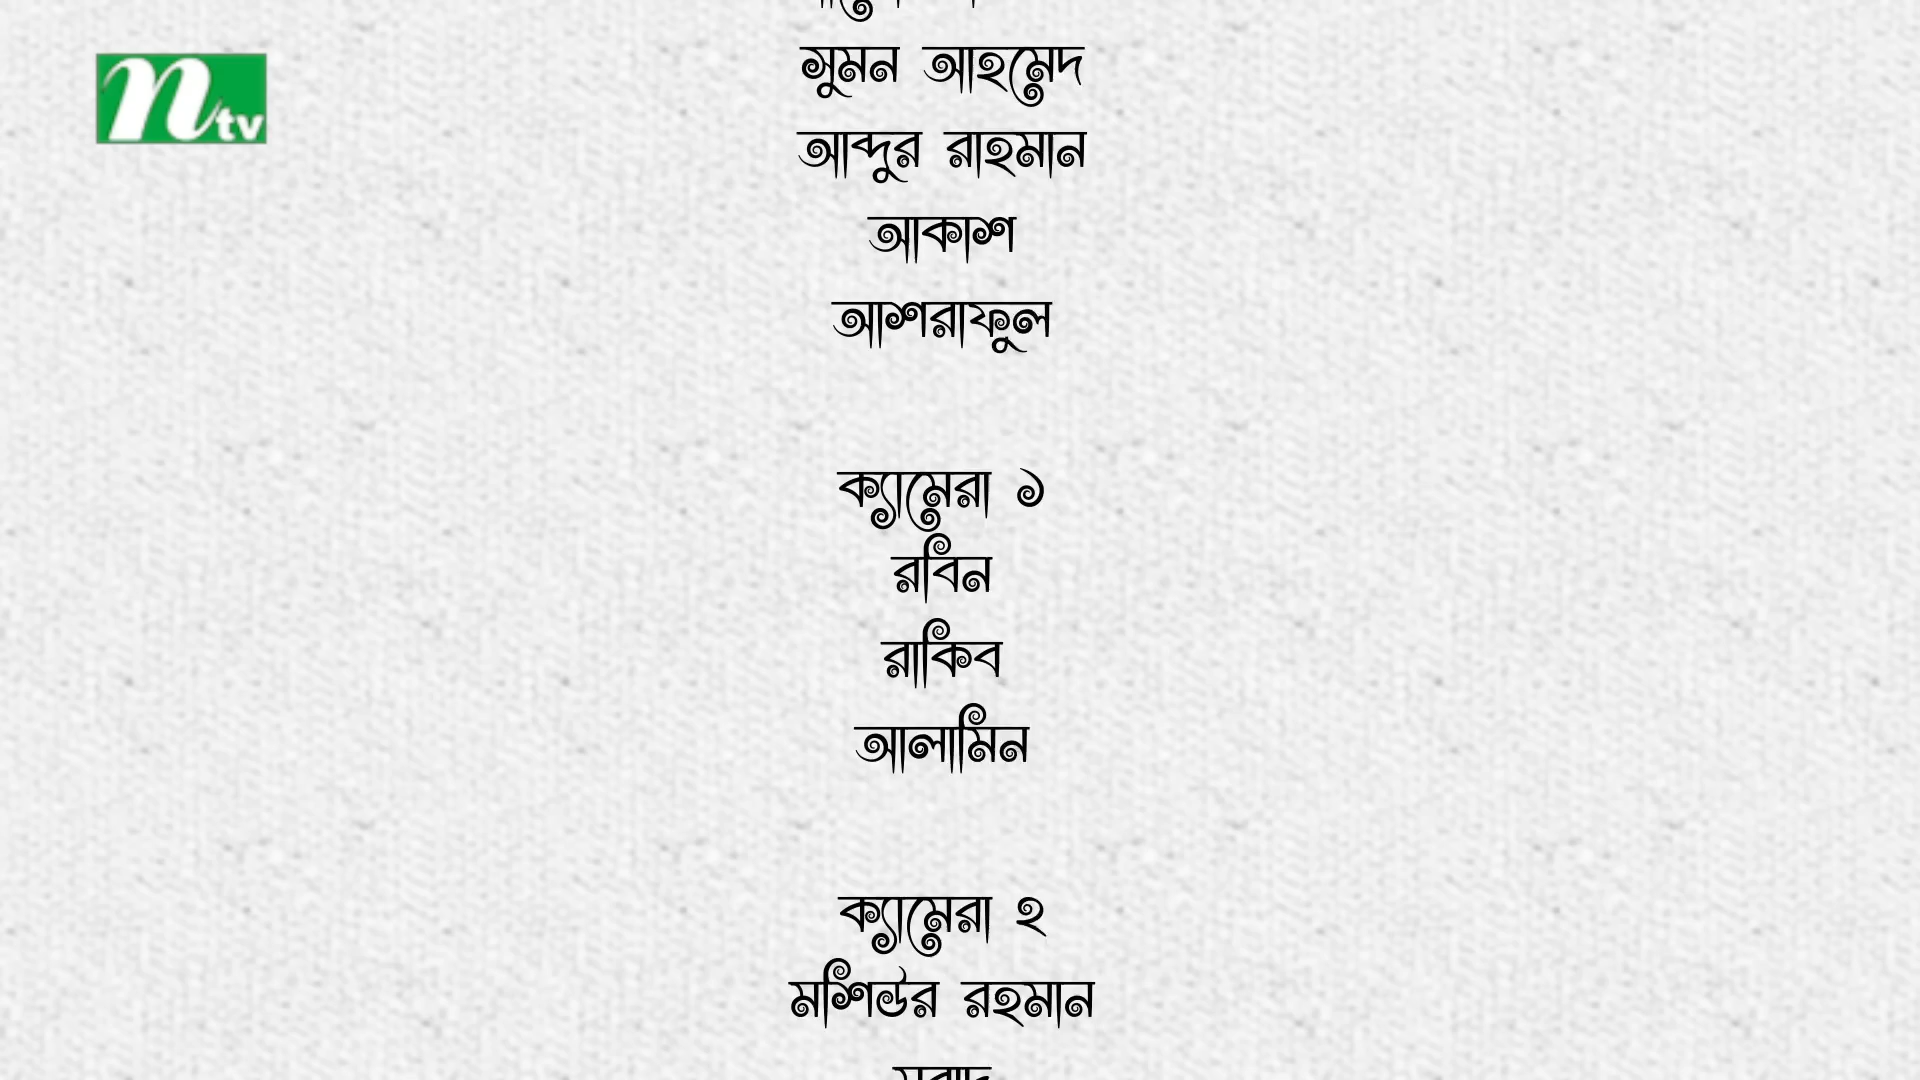 ntv
সুমন আহমেদ
আব্দুর রাহমান
আকাশ
আশরাফুল
ক্যামেরা ১
রবিন
রাকিব
আলামিন
ক্যামেরা ২
মশিউর রহমান